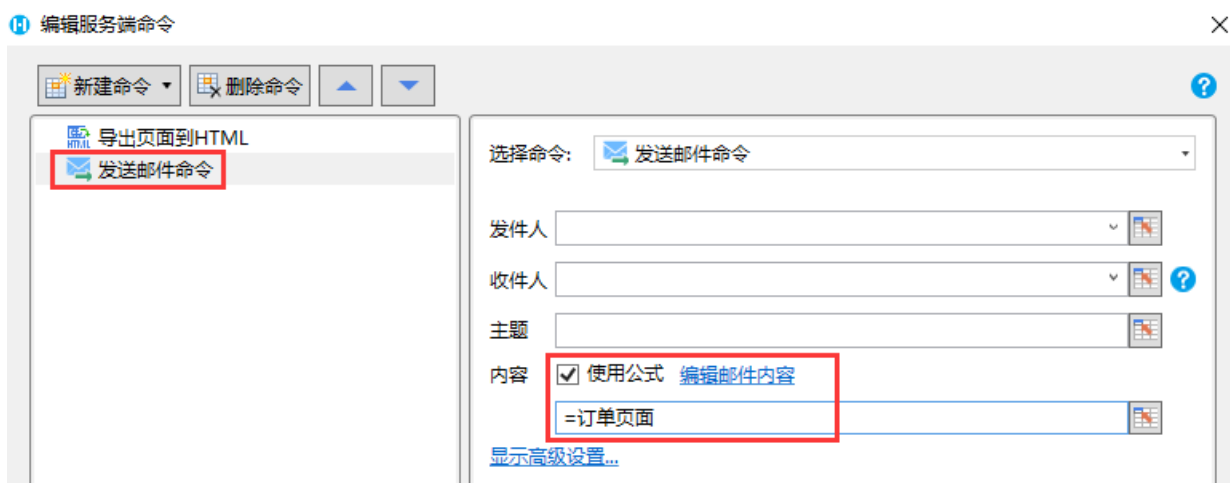 编辑服务端命令
新建命令 删除命令
导出页面到HTML
发送邮件命令
选择命令: 发送邮件命令
发件人
收件人
主题
内容 使用公式 编辑邮件内容
=订单页面
显示高级设置...